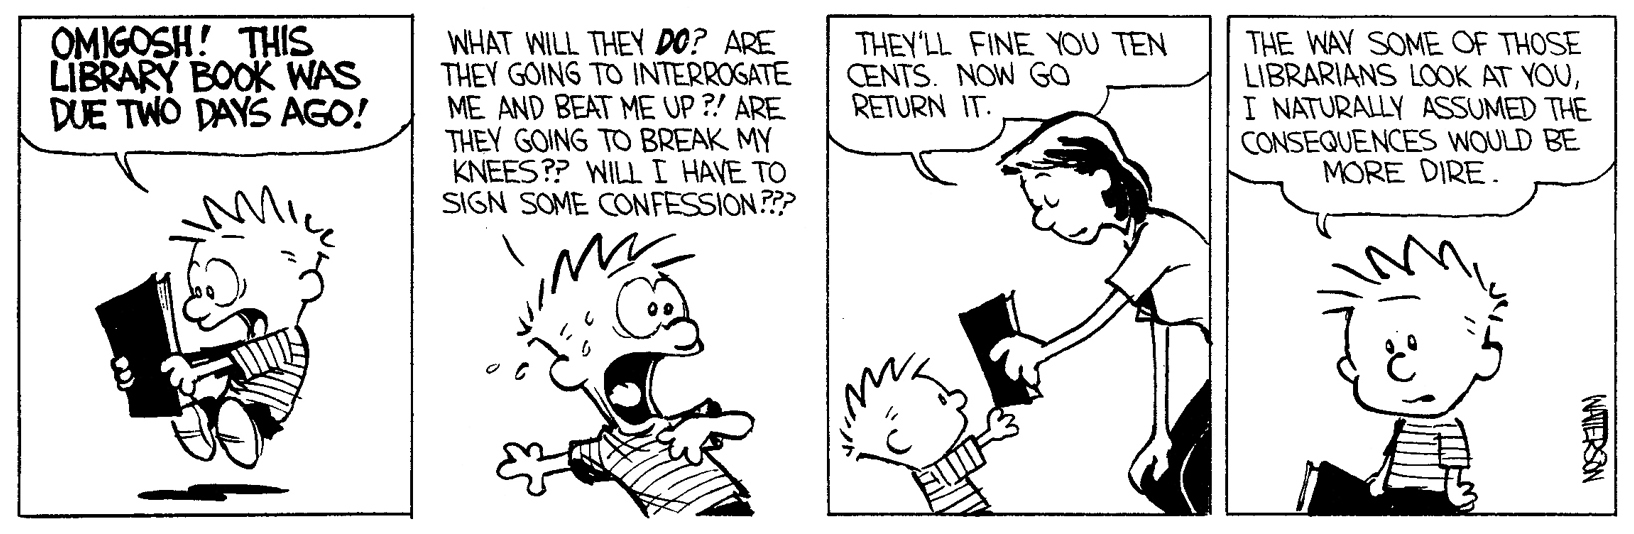 OMIGOSH! THIS
LIBRARY BOOK WAS
DUE TWO DAYS AGO!
WHAT WILL THEY DO? ARE
THEY GOING TO INTERROGATE
ME AND BEAT ME UP?! ARE
THEY GOING TO BREAK MY
KNEES?? WILL I HAVE TO
SIGN SOME CONFESSION???
THEY'LL FINE YOU TEN
CENTS. NOW GO
RETURN IT.
THE WAY SOME OF THOSE
LIBRARIANS LOOK AT YOU,
I NATURALLY ASSUMED THE
CONSEQUENCES WOULD BE
MORE DIRE.
WATTERSON